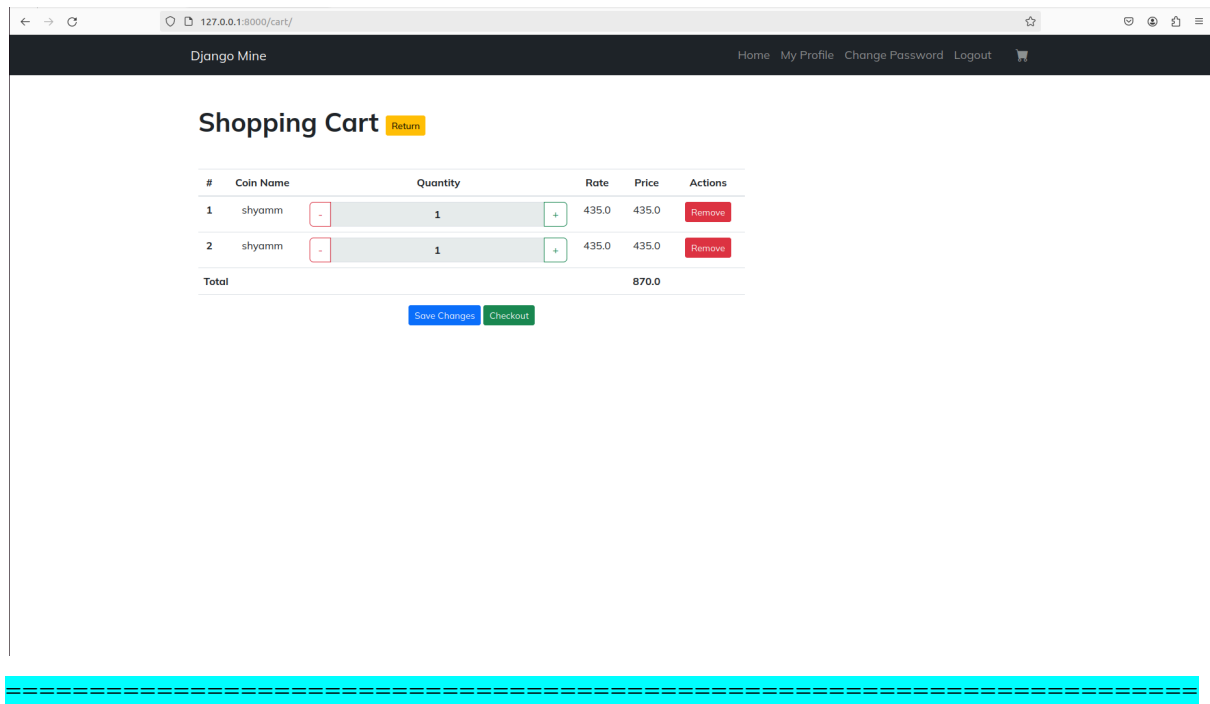 127.0.0.1:8000/cart/
Django Mine Home My Profile Change Password Logout
Shopping Cart Return
# Coin Name Quantity Rate Price Actions
1 shyamm - 1 + 435.0 435.0 Remove
2 shyamm - 1 + 435.0 435.0 Remove
Total 870.0
Save Changes Checkout
========================================================================